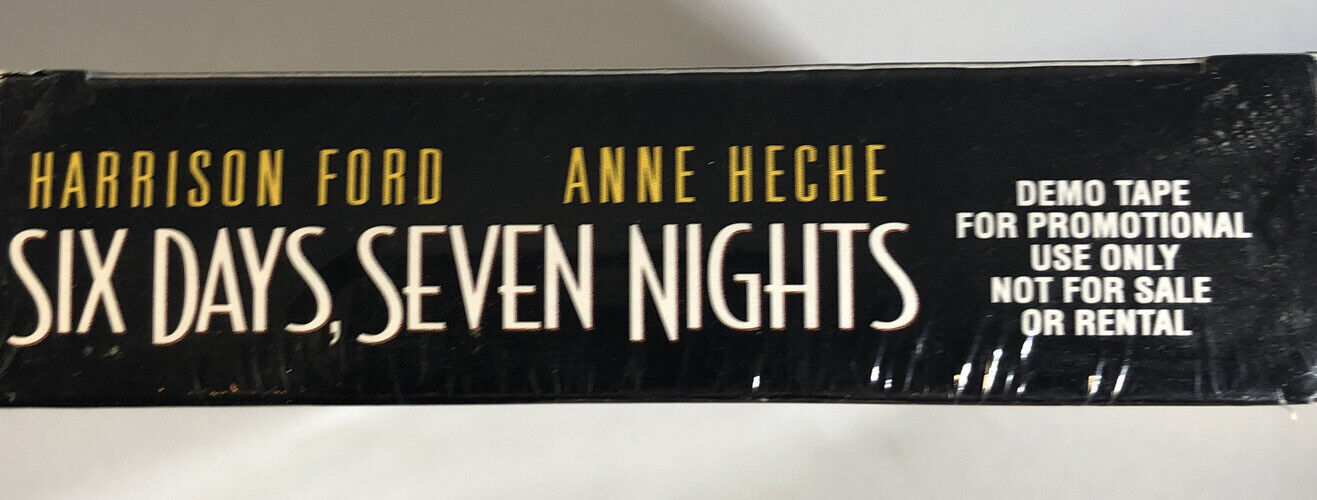 HARRISON FORD ANNE HECHE
SIX DAYS, SEVEN NIGHTS
DEMO TAPE
FOR PROMOTIONAL
USE ONLY
NOT FOR SALE
OR RENTAL